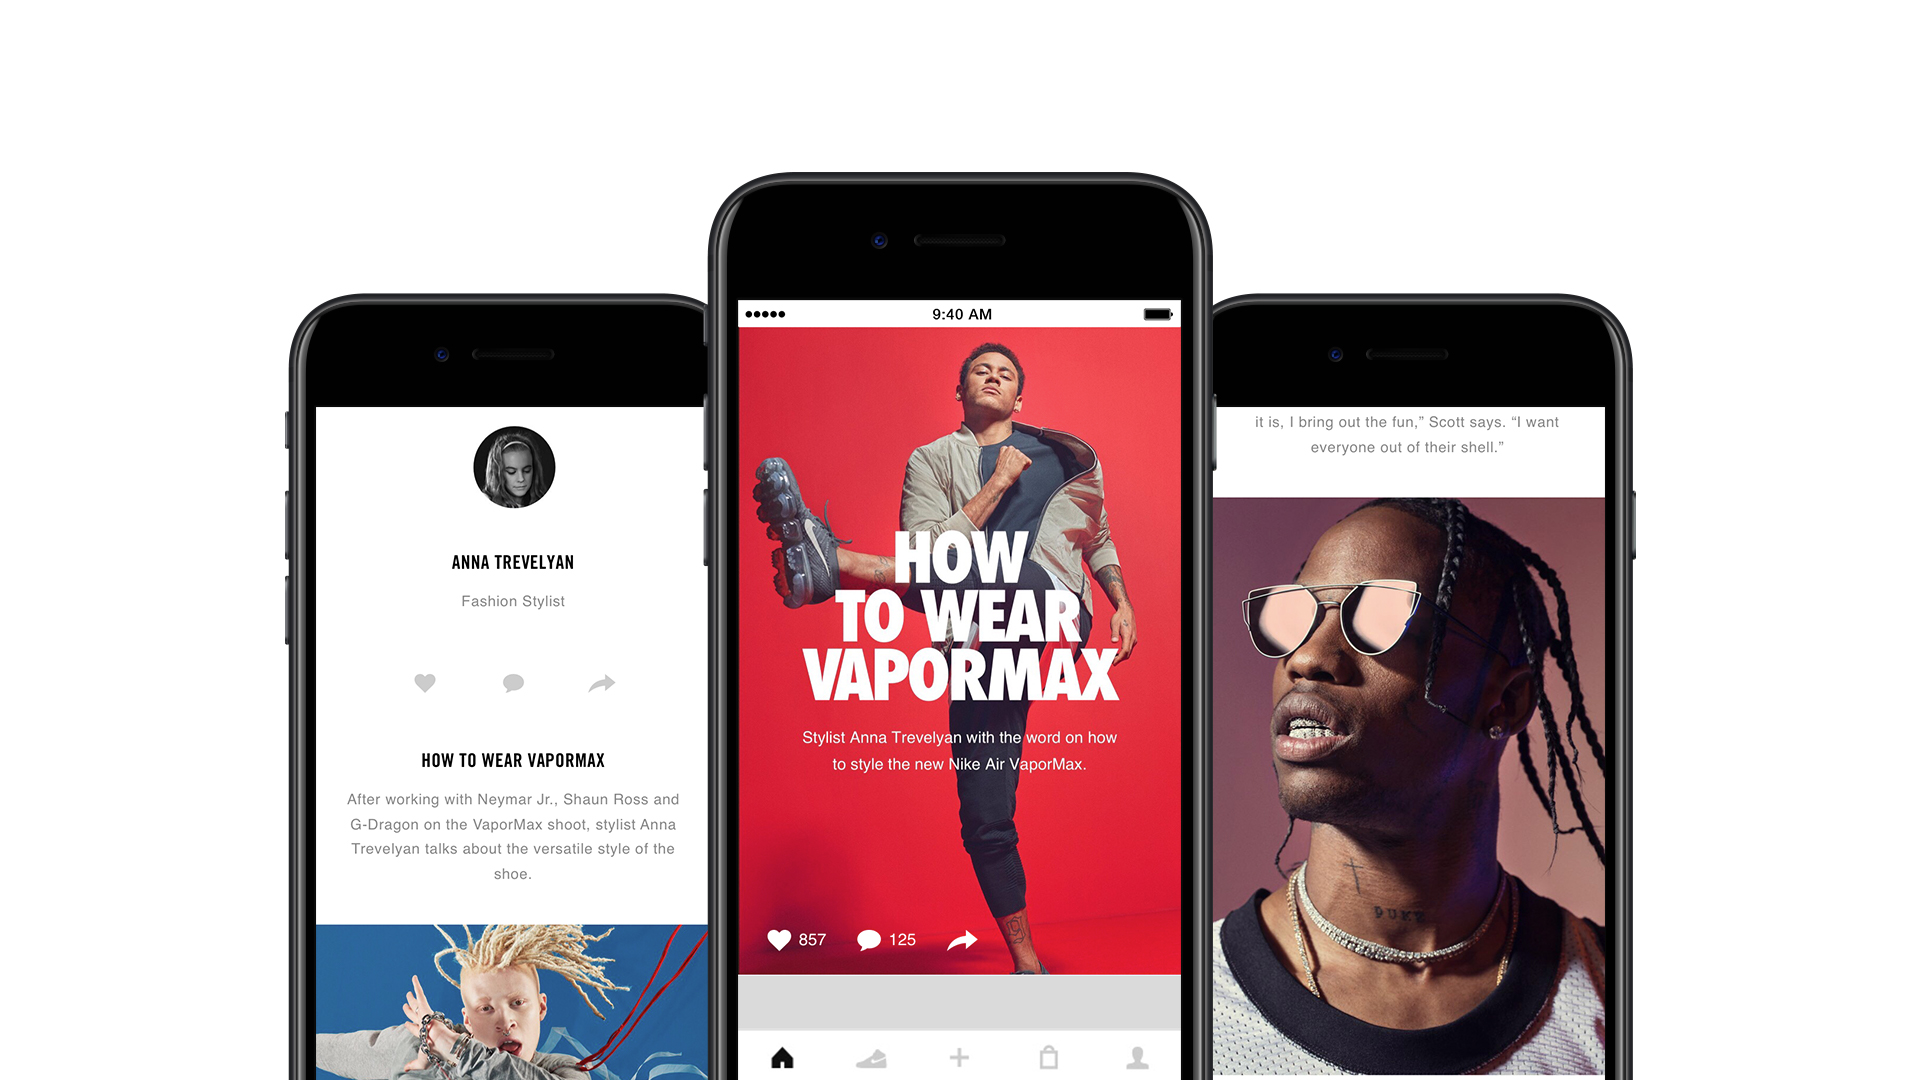 ANNA TREVELYAN
Fashion Stylist
HOW TO WEAR VAPORMAX
After working with Neymar Jr., Shaun Ross and
G-Dragon on the VaporMax shoot, stylist Anna
Trevelyan talks about the versatile style of the
shoe.
9:40 AM
HOW
TO WEAR
VAPORMAX
Stylist Anna Trevelyan with the word on how
to style the new Nike Air VaporMax.
857
125
it is, I bring out the fun,” Scott says. “I want
everyone out of their shell.”
DUKE